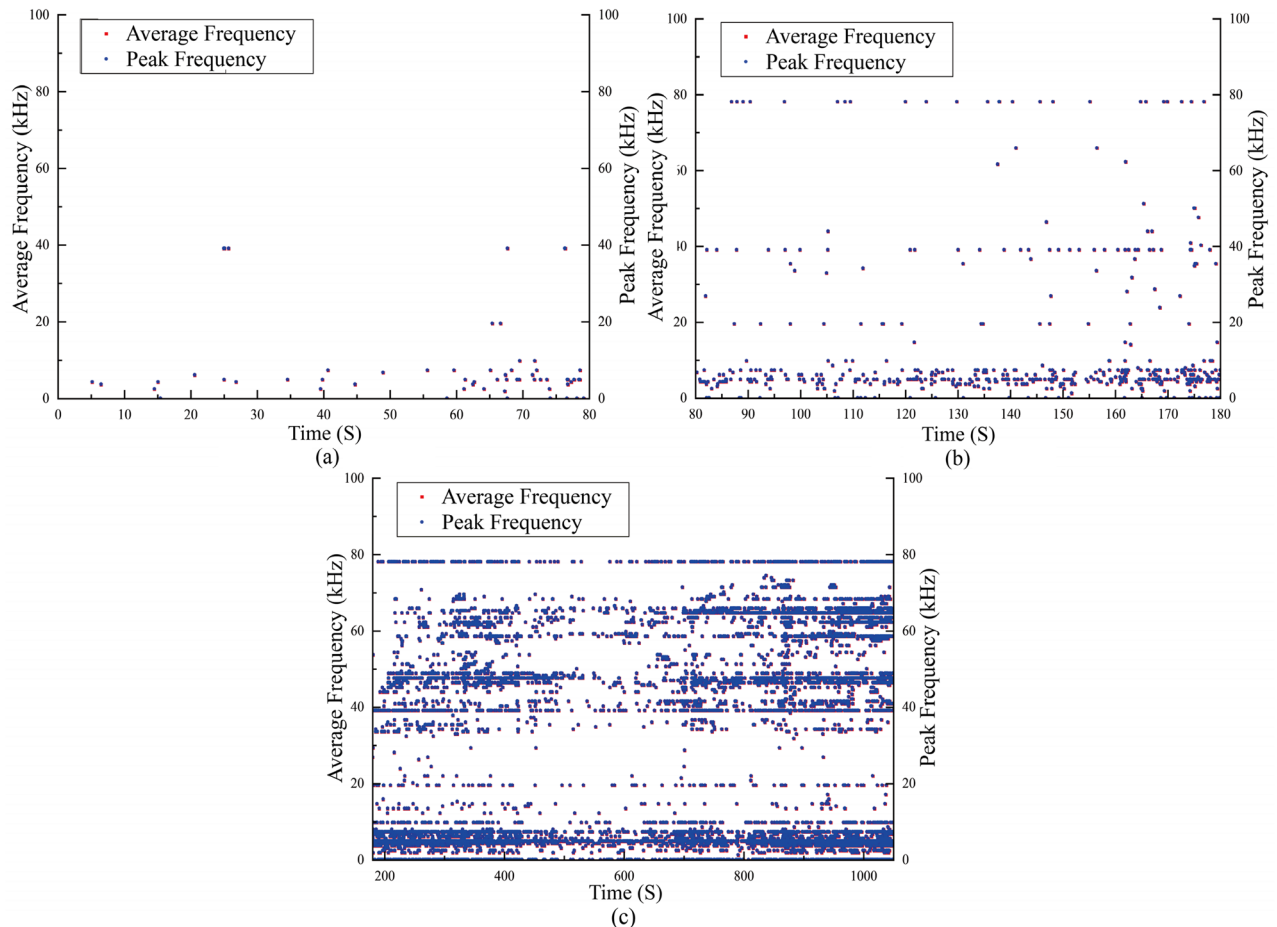 Average Frequency
Peak Frequency
Average Frequency (kHz)
100
80
60
40
20
0
100
80
60
40
20
0
Peak Frequency (kHz)
0 10 20 30 40 50 60 70 80
Time (S)
(a)
Average Frequency
Peak Frequency
Average Frequency (kHz)
100
80
50
40
20
0
100
80
60
40
20
0
Peak Frequency (kHz)
80 90 100 110 120 130 140 150 160 170 180
Time (S)
(b)
Average Frequency
Peak Frequency
Average Frequency (kHz)
100
80
60
40
20
0
100
80
60
40
20
0
Peak Frequency (kHz)
200 400 600 800 1000
Time (S)
(c)